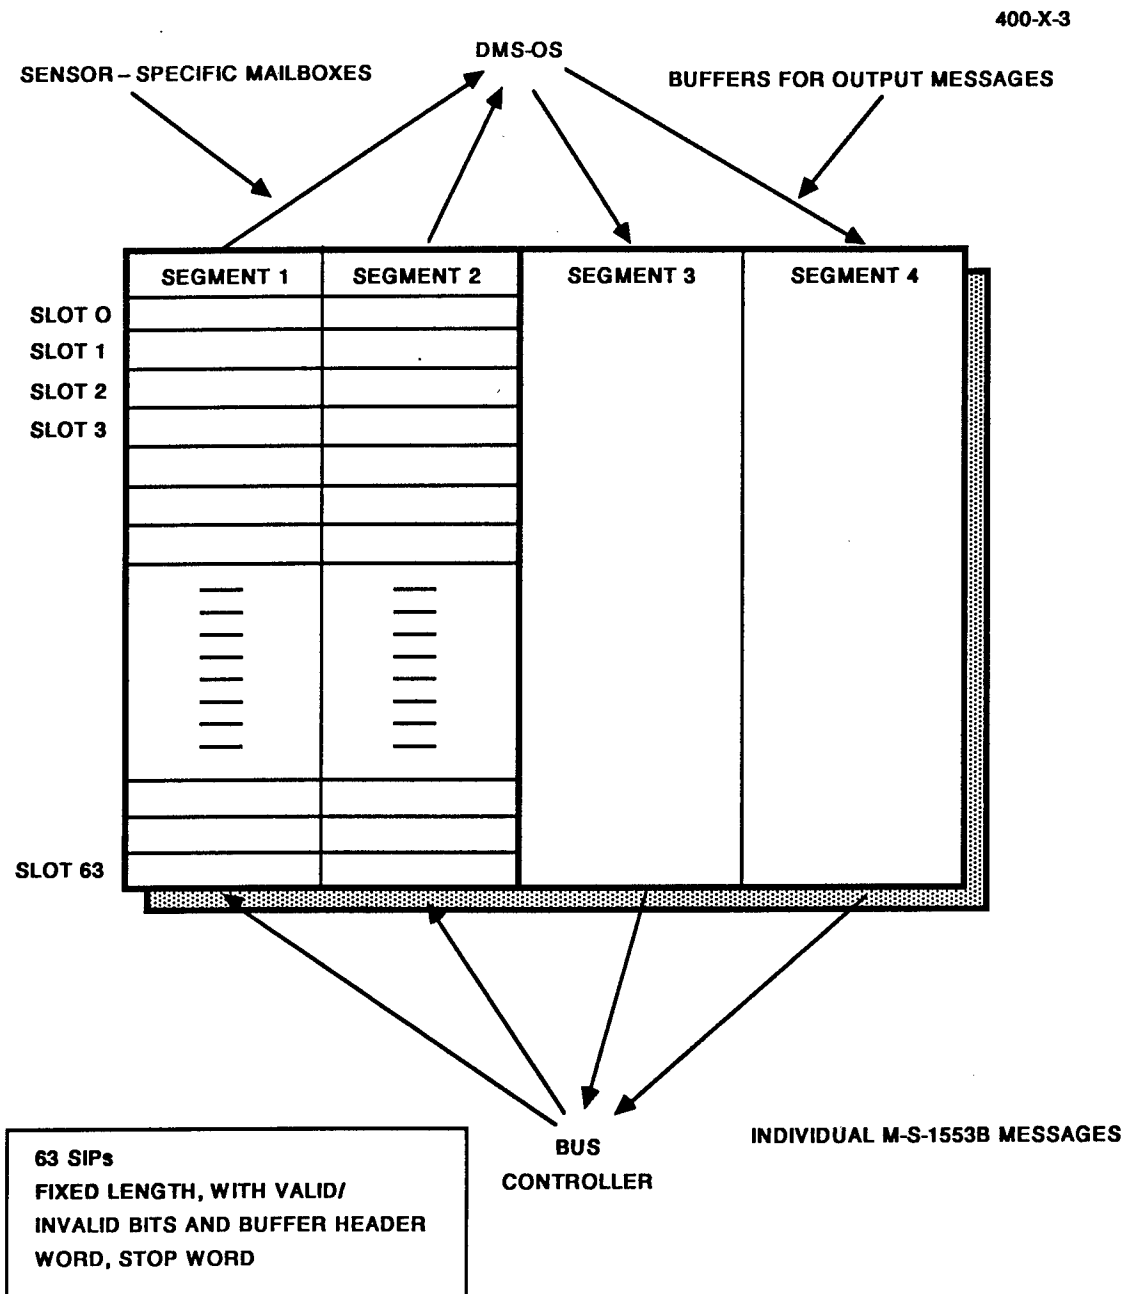 400-X-3
DMS-OS
SENSOR – SPECIFIC MAILBOXES
BUFFERS FOR OUTPUT MESSAGES
SEGMENT 1
SEGMENT 2
SEGMENT 3
SEGMENT 4
SLOT 0
SLOT 1
SLOT 2
SLOT 3
SLOT 63
BUS
CONTROLLER
INDIVIDUAL M-S-1553B MESSAGES
63 SIPs
FIXED LENGTH, WITH VALID/
INVALID BITS AND BUFFER HEADER
WORD, STOP WORD